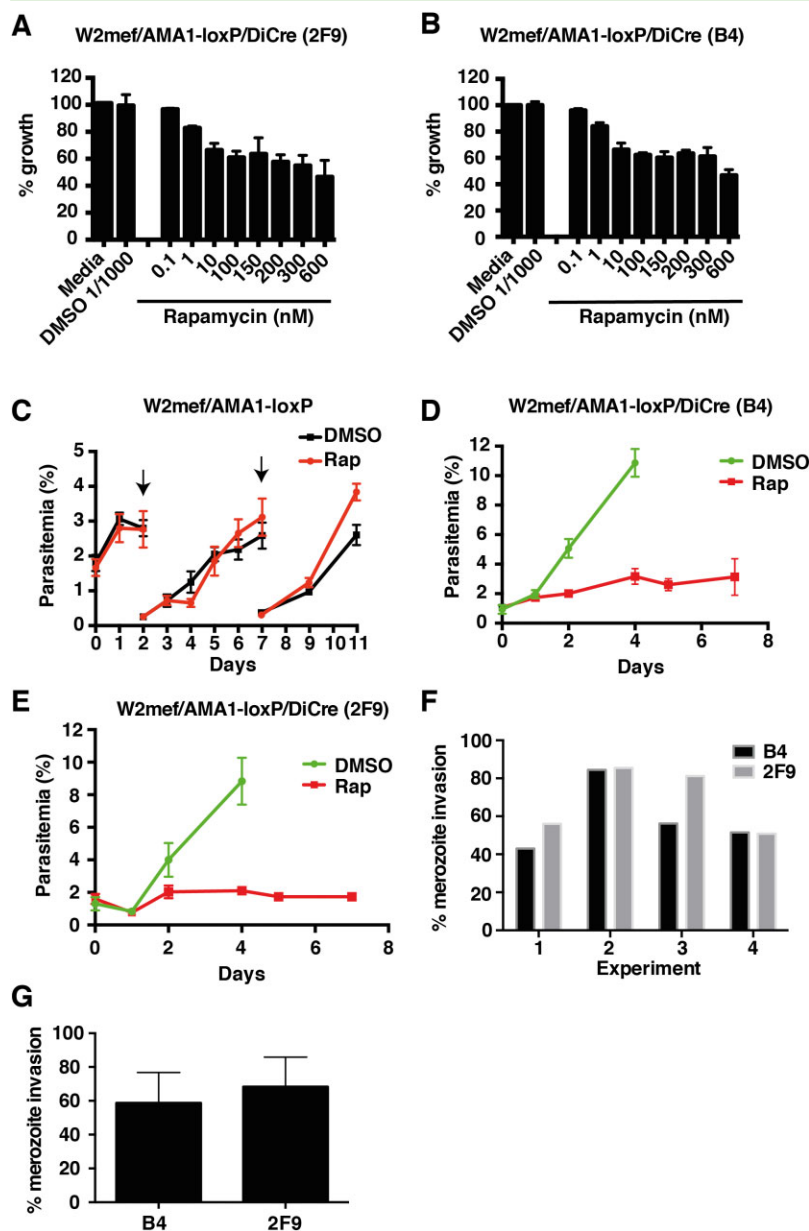 A
W2mef/AMA1-loxP/DiCre (2F9)
% growth
120
100
80
60
40
20
0
Media
DMSO 1/1000
0.1
1
10
100
150
200
300
600
Rapamycin (nM)
B
W2mef/AMA1-loxP/DiCre (B4)
% growth
120
100
80
60
40
20
0
Media
DMSO 1/1000
0.1
1
10
100
150
200
300
600
Rapamycin (nM)
C
W2mef/AMA1-loxP
DMSO
Rap
Parasitemia (%)
5
4
3
2
1
0
0 1 2 3 4 5 6 7 8 9 10 11
Days
D
W2mef/AMA1-loxP/DiCre (B4)
DMSO
Rap
Parasitemia (%)
12
10
8
6
4
2
0
0 2 4 6 8
Days
E
W2mef/AMA1-loxP/DiCre (2F9)
DMSO
Rap
Parasitemia (%)
12
10
8
6
4
2
0
0 2 4 6 8
Days
F
B4
2F9
% merozoite invasion
100
80
60
40
20
0
1 2 3 4
Experiment
G
% merozoite invasion
100
80
60
40
20
0
B4 2F9